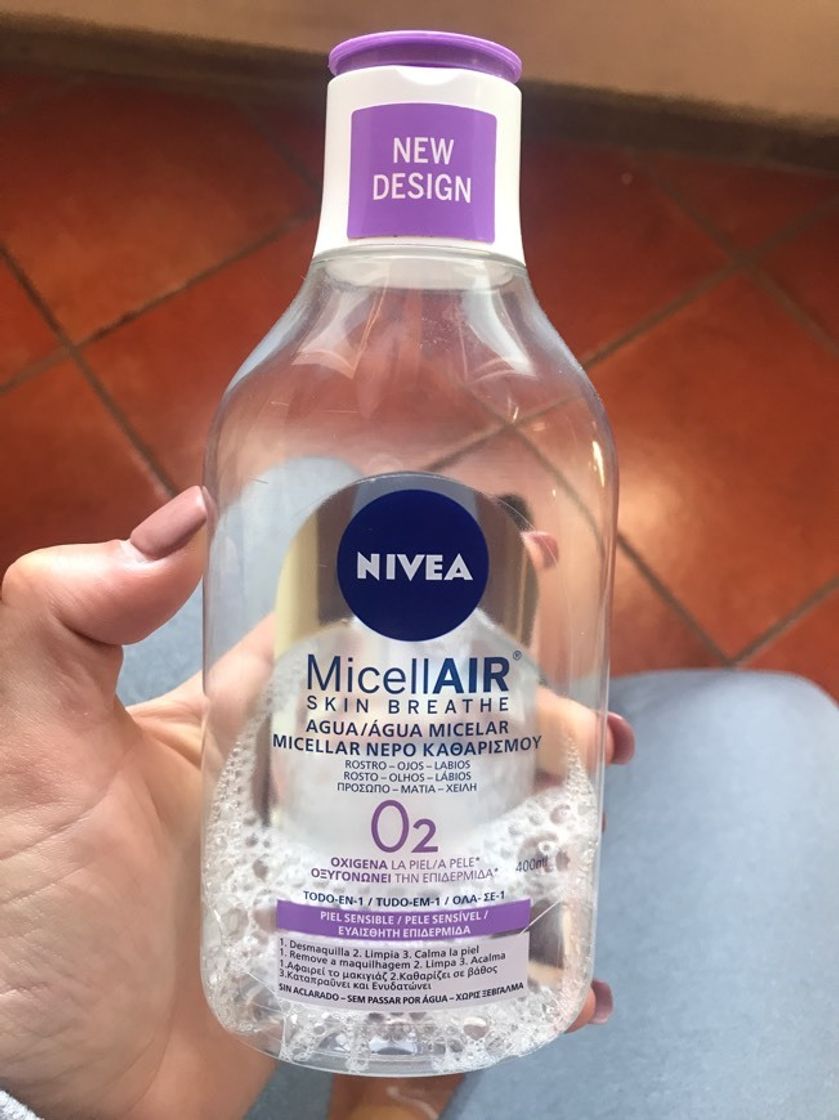 NEW
DESIGN
NIVEA
MicellAIR®
SKIN BREATHE
AGUA/ÁGUA MICELAR
MICELLAR ΝΕΡΟ ΚΑΘΑΡΙΣΜΟΥ
ROSTRO – OJOS – LABIOS
ROSTO – OLHOS – LÁBIOS
ΠΡΟΣΩΠΟ – ΜΑΤΙΑ – ΧΕΙΛΗ
O2
OXIGENA LA PIEL/A PELE*
ΟΞΥΓΟΝΩΝΕΙ ΤΗΝ ΕΠΙΔΕΡΜΙΔΑ*
400ml
TODO-EN-1 / TUDO-EM-1 / ΟΛΑ- ΣΕ-1
PIEL SENSIBLE / PELE SENSÍVEL /
ΕΥΑΙΣΘΗΤΗ ΕΠΙΔΕΡΜΙΔΑ
1. Desmaquilla 2. Limpia 3. Calma la piel
1. Remove a maquilhagem 2. Limpa 3. Acalma
1.Αφαιρεί το μακιγιάζ 2.Καθαρίζει σε βάθος
3.Καταπραΰνει και Ενυδατώνει
SIN ACLARADO – SEM PASSAR POR ÁGUA – ΧΩΡΙΣ ΞΕΒΓΑΛΜΑ